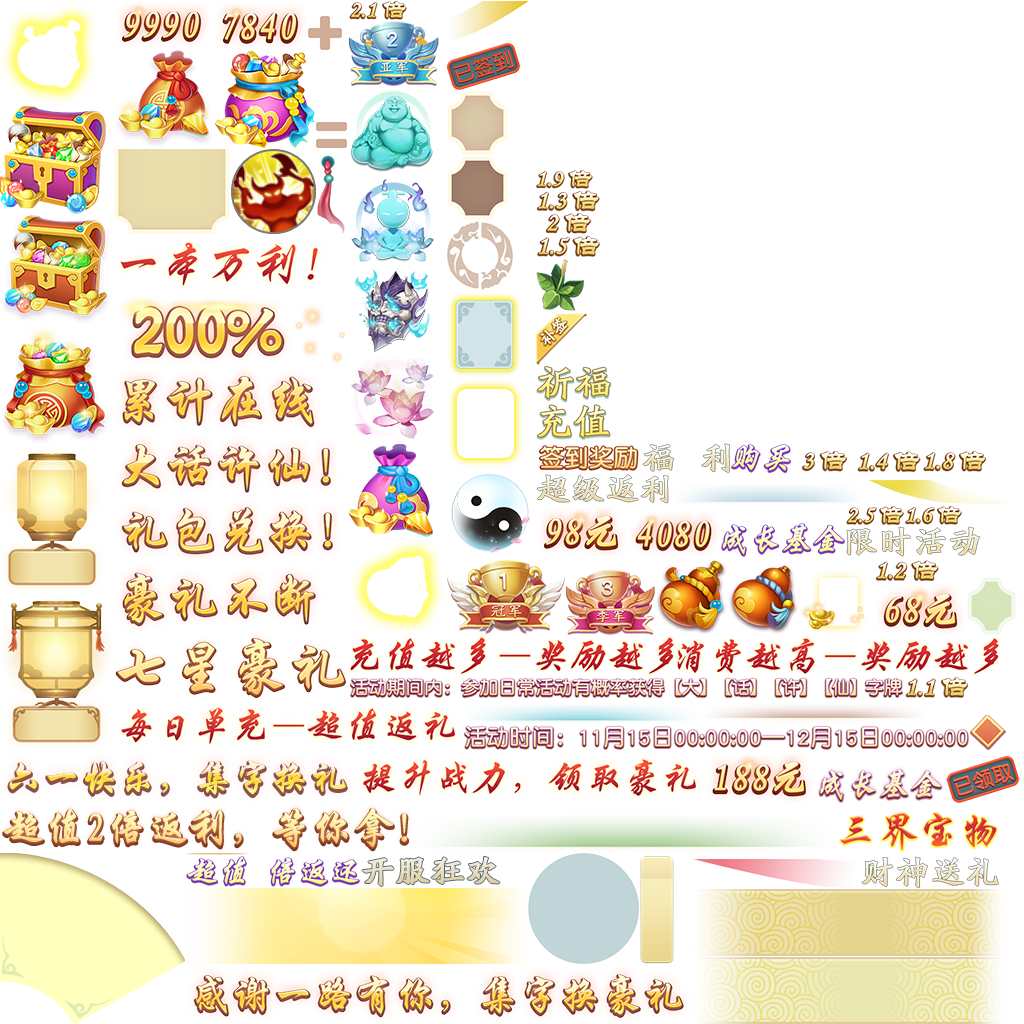 9990 7840
2.1倍
2
亚军
已签到
1.9倍
1.3倍
2倍
1.5倍
一本万利！
200%
补签
累计在线
祈福
充值
大话许仙！
签到奖励
福 利
购买
3倍
1.4倍
1.8倍
超级返利
礼包兑换！
98元
4080
成长基金
2.5倍
1.6倍
限时活动
1.2倍
豪礼不断
1
冠军
3
季军
68元
七星豪礼
充值越多—奖励越多
消费越高—奖励越多
活动期间内：参加日常活动有概率获得【大】【话】【许】【仙】字牌
1.1倍
每日单充—超值返礼
活动时间：11月15日00:00:00—12月15日00:00:00
六一快乐，集字换礼
提升战力，领取豪礼
188元
成长基金
已领取
超值2倍返利，等你拿！
三界宝物
超值 倍返还
开服狂欢
财神送礼
感谢一路有你，集字换豪礼